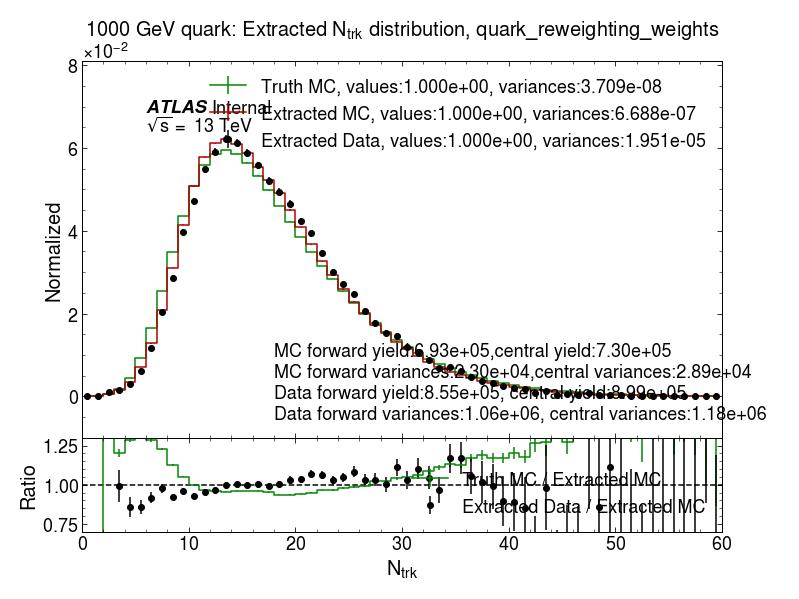 1000 GeV quark: Extracted Ntrk distribution, quark_reweighting_weights
×10−2
8
6
4
2
0
Normalized
ATLAS Internal
√s = 13 TeV
Truth MC, values:1.000e+00, variances:3.709e-08
Extracted MC, values:1.000e+00, variances:6.688e-07
Extracted Data, values:1.000e+00, variances:1.951e-05
MC forward yield:6.93e+05,central yield:7.30e+05
MC forward variances:2.30e+04,central variances:2.89e+04
Data forward yield:8.55e+05, central yield:8.99e+05
Data forward variances:1.06e+06, central variances:1.18e+06
1.25
1.00
0.75
Ratio
Truth MC / Extracted MC
Extracted Data / Extracted MC
0 10 20 30 40 50 60
Ntrk